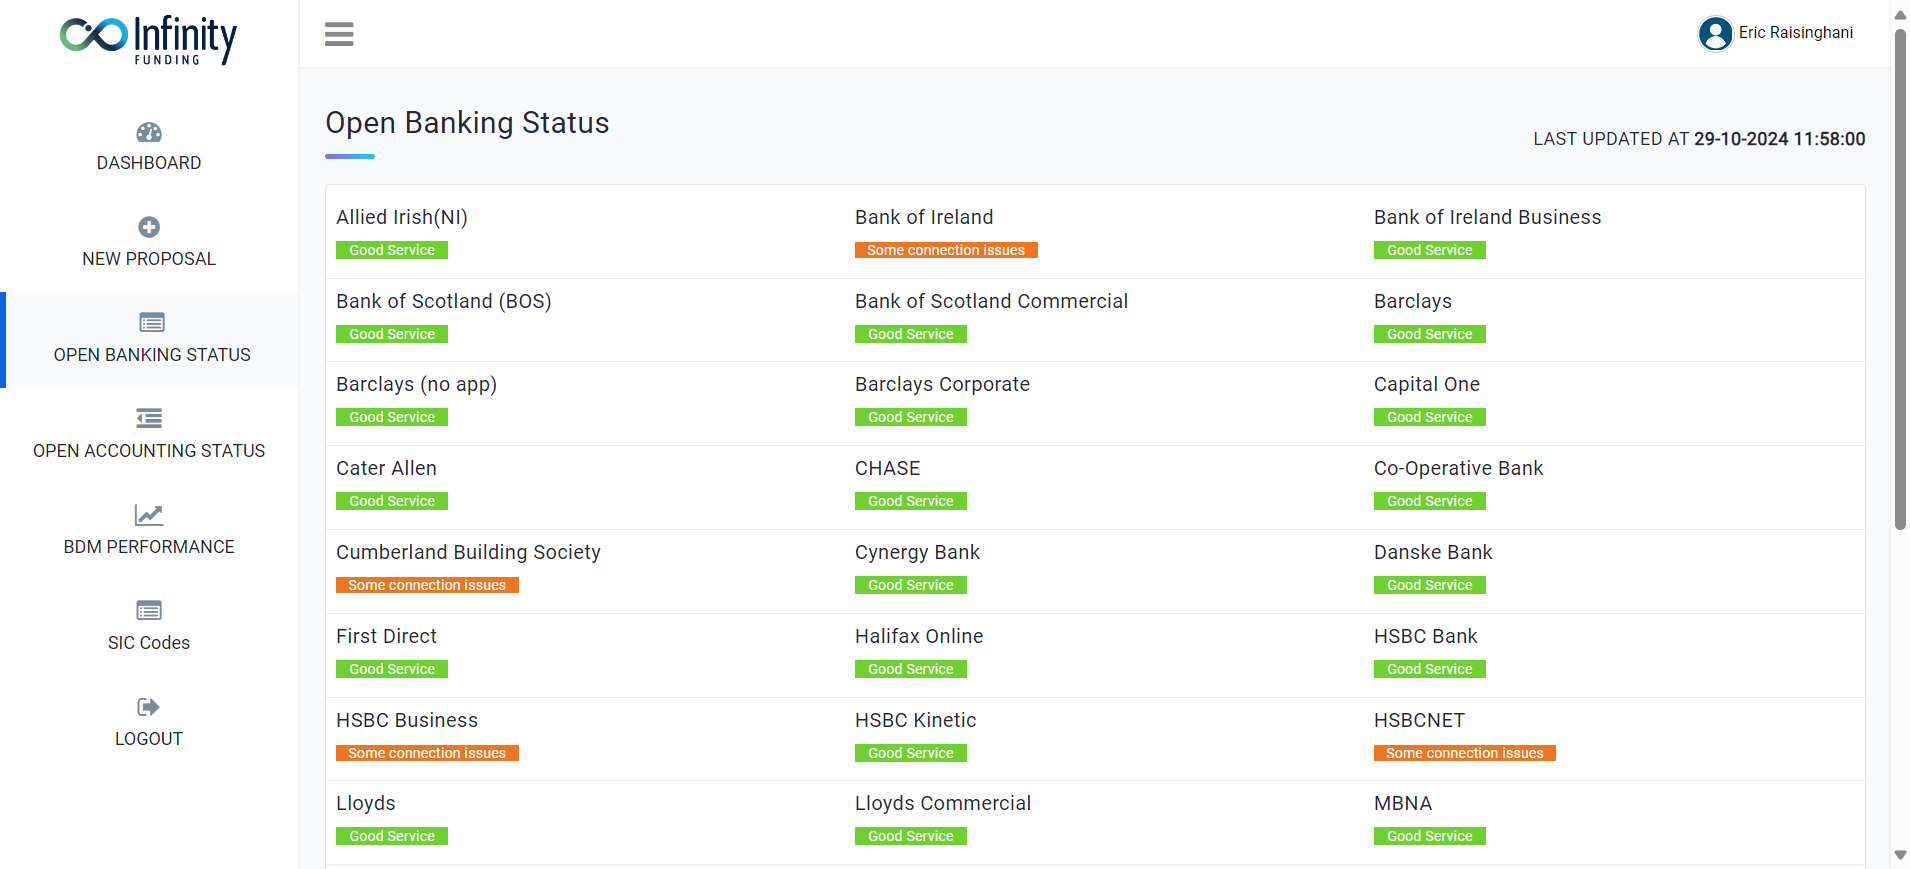 Infinity
FUNDING
Eric Raisinghani
DASHBOARD
NEW PROPOSAL
OPEN BANKING STATUS
OPEN ACCOUNTING STATUS
BDM PERFORMANCE
SIC Codes
LOGOUT
Open Banking Status
LAST UPDATED AT 29-10-2024 11:58:00
Allied Irish(NI)
Good Service
Bank of Ireland
Some connection issues
Bank of Ireland Business
Good Service
Bank of Scotland (BOS)
Good Service
Bank of Scotland Commercial
Good Service
Barclays
Good Service
Barclays (no app)
Good Service
Barclays Corporate
Good Service
Capital One
Good Service
Cater Allen
Good Service
CHASE
Good Service
Co-Operative Bank
Good Service
Cumberland Building Society
Some connection issues
Cynergy Bank
Good Service
Danske Bank
Good Service
First Direct
Good Service
Halifax Online
Good Service
HSBC Bank
Good Service
HSBC Business
Some connection issues
HSBC Kinetic
Good Service
HSBCNET
Some connection issues
Lloyds
Good Service
Lloyds Commercial
Good Service
MBNA
Good Service